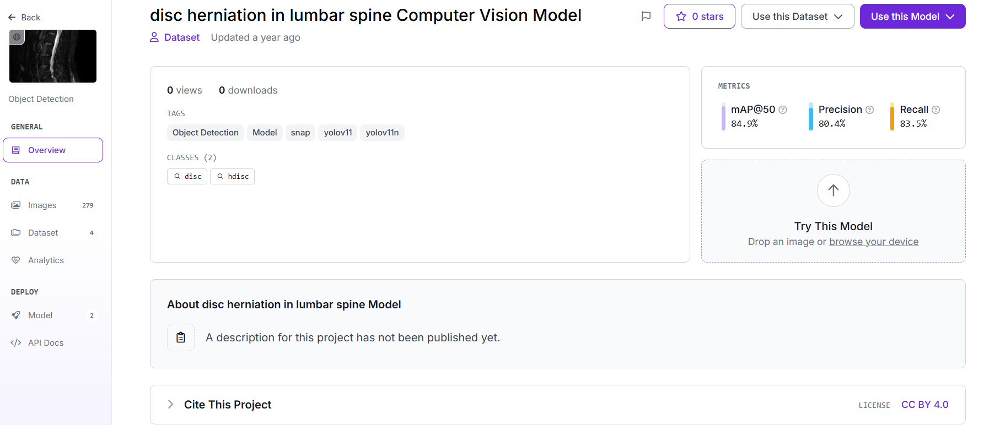 Back
Object Detection
GENERAL
Overview
DATA
Images 279
Dataset 4
Analytics
DEPLOY
Model 2
API Docs
disc herniation in lumbar spine Computer Vision Model
0 stars
Use this Dataset
Use this Model
Dataset Updated a year ago
0 views 0 downloads
TAGS
Object Detection Model snap yolov11 yolov11n
CLASSES (2)
disc hdisc
METRICS
mAP@50 Precision Recall
84.9% 80.4% 83.5%
Try This Model
Drop an image or browse your device
About disc herniation in lumbar spine Model
A description for this project has not been published yet.
Cite This Project
LICENSE CC BY 4.0